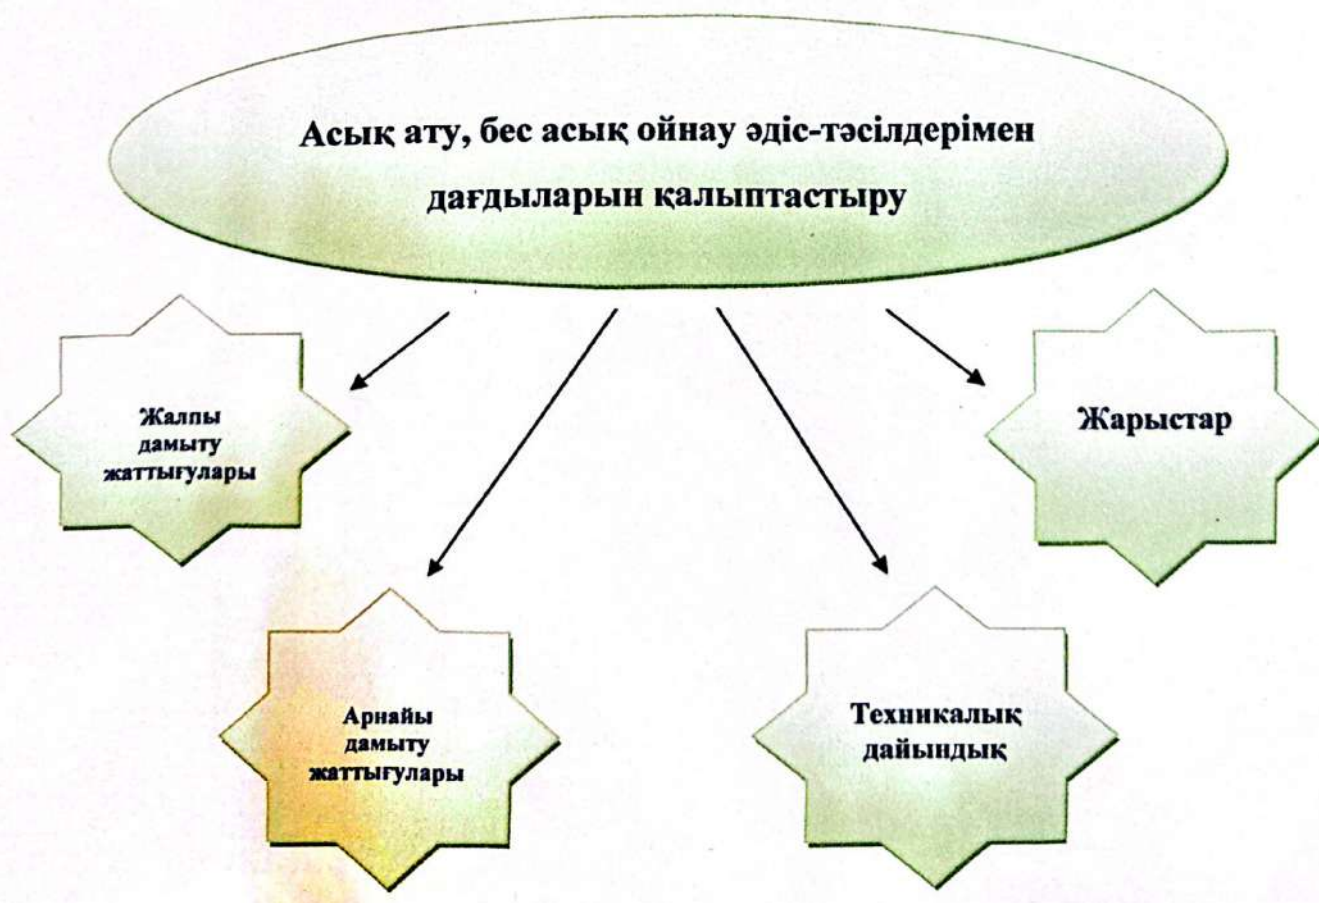 Асық ату, бес асық ойнау әдіс-тәсілдерімен
дағдыларын қалыптастыру
Жалпы
дамыту
жаттығулары
Жарыстар
Арнайы
дамыту
жаттығулары
Техникалық
дайындық